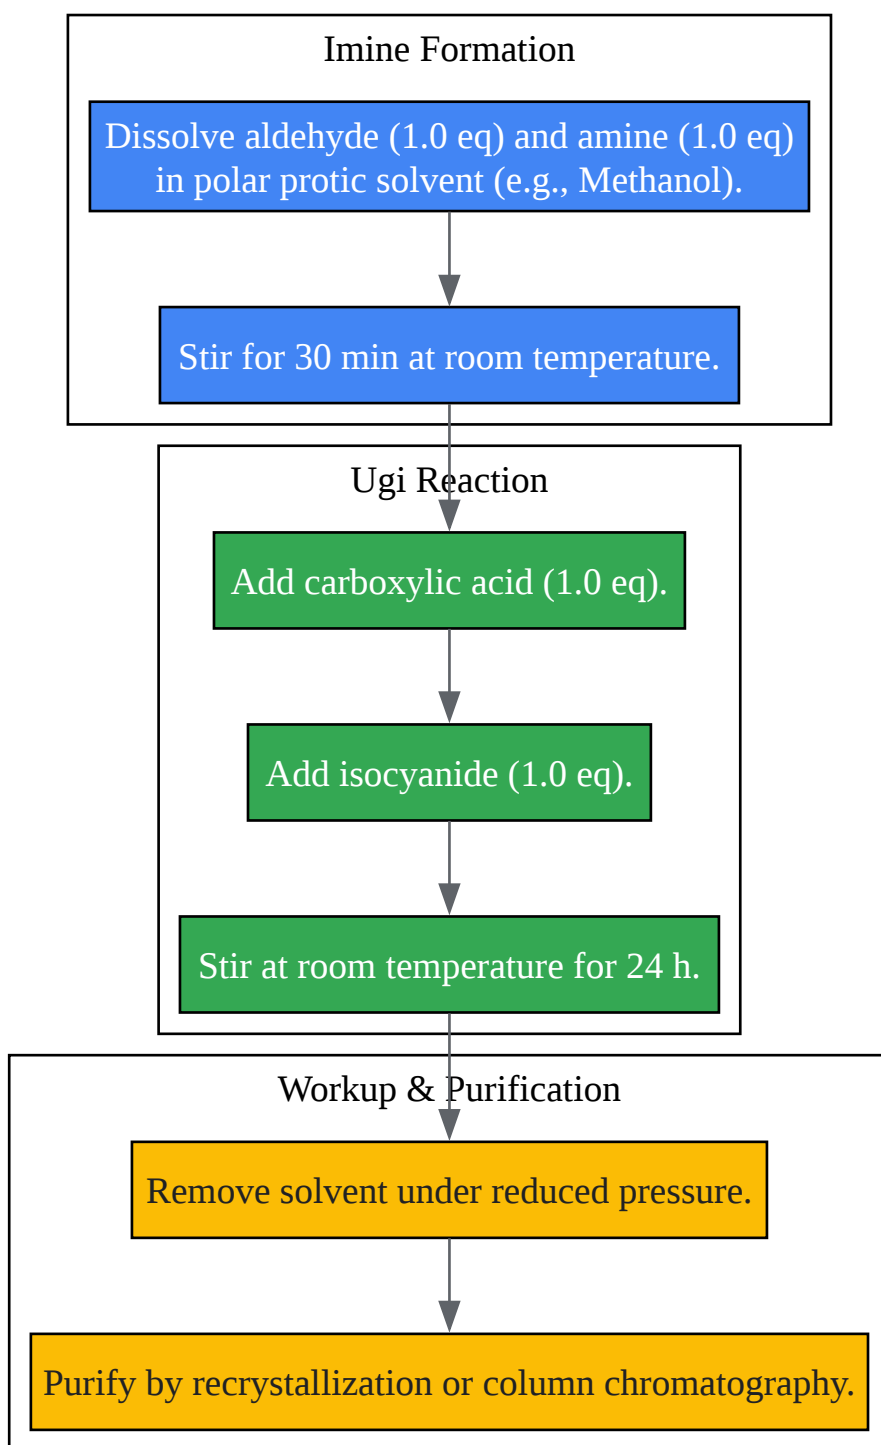 Imine Formation
Dissolve aldehyde (1.0 eq) and amine (1.0 eq)
in polar protic solvent (e.g., Methanol).
Stir for 30 min at room temperature.
Ugi Reaction
Add carboxylic acid (1.0 eq).
Add isocyanide (1.0 eq).
Stir at room temperature for 24 h.
Workup & Purification
Remove solvent under reduced pressure.
Purify by recrystallization or column chromatography.